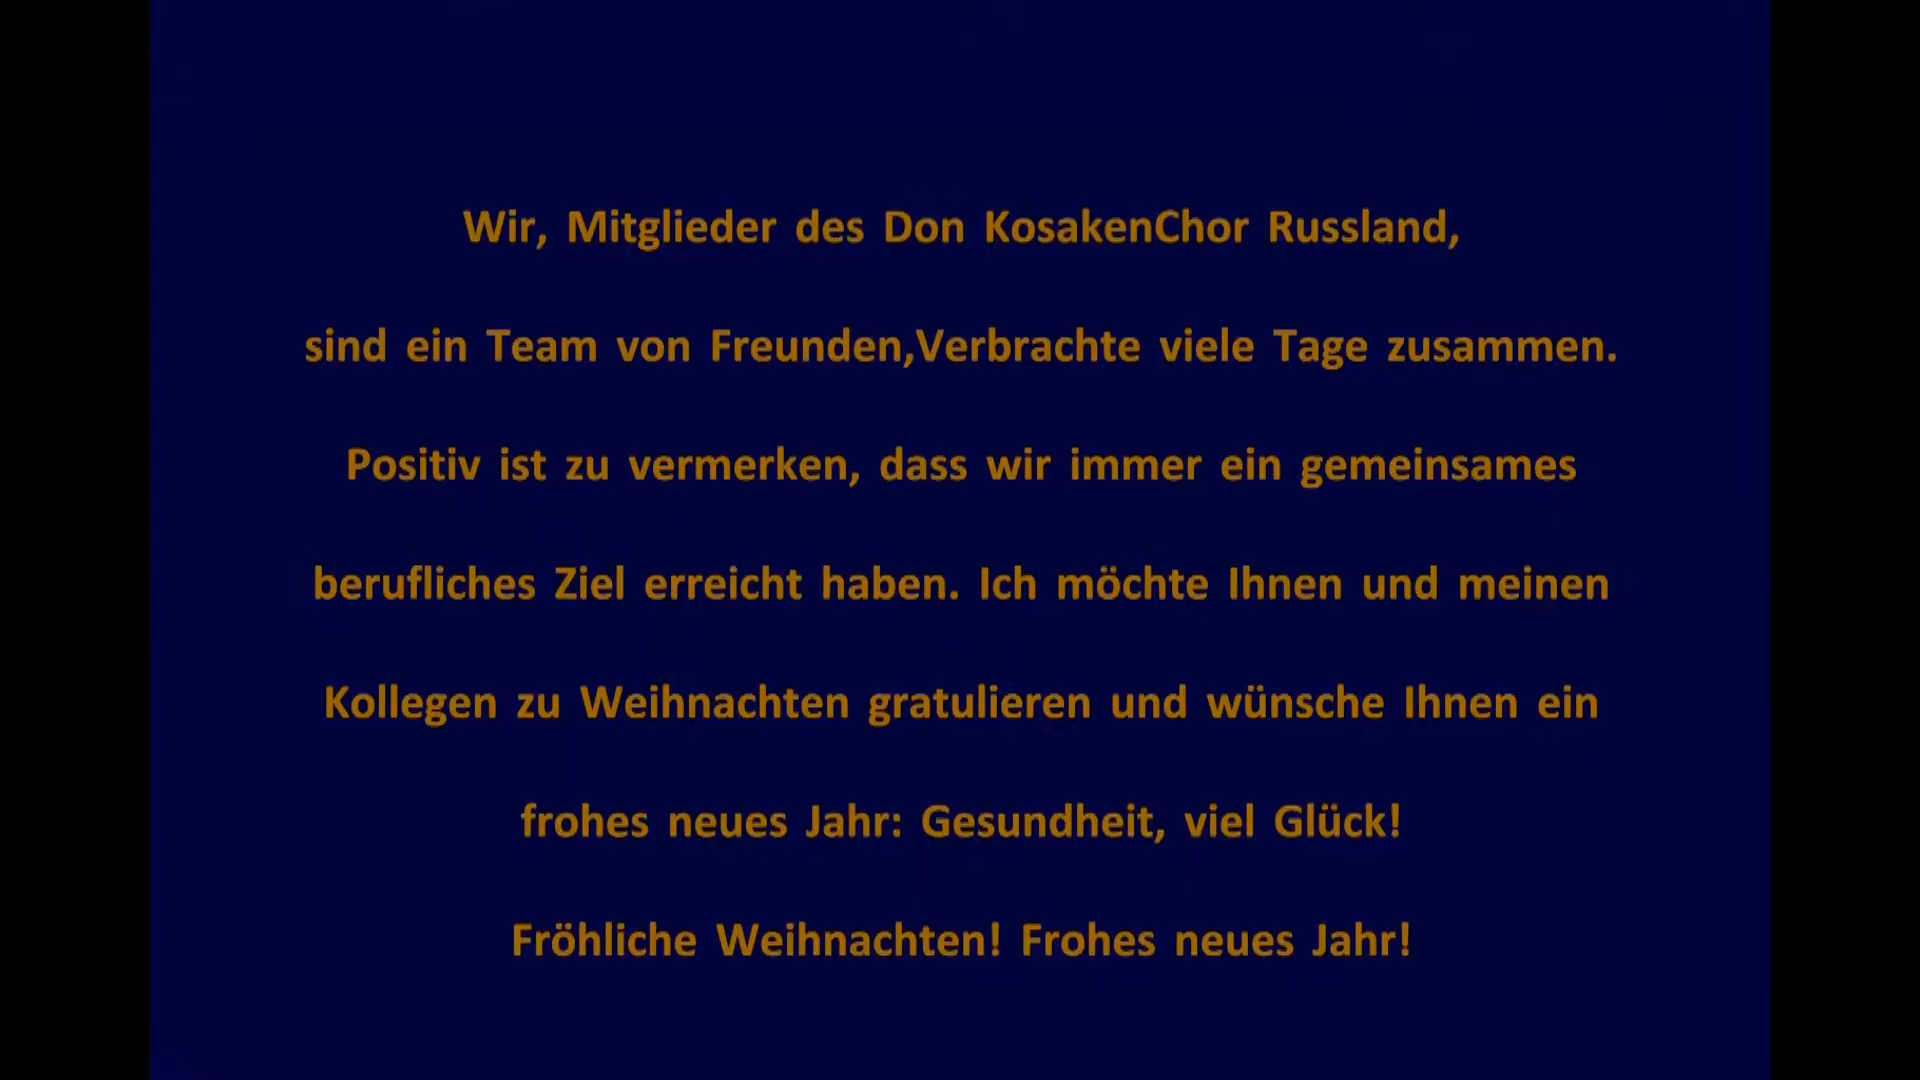 Wir, Mitglieder des Don KosakenChor Russland,
sind ein Team von Freunden,Verbrachte viele Tage zusammen.
Positiv ist zu vermerken, dass wir immer ein gemeinsames
berufliches Ziel erreicht haben. Ich möchte Ihnen und meinen
Kollegen zu Weihnachten gratulieren und wünsche Ihnen ein
frohes neues Jahr: Gesundheit, viel Glück!
Fröhliche Weihnachten! Frohes neues Jahr!